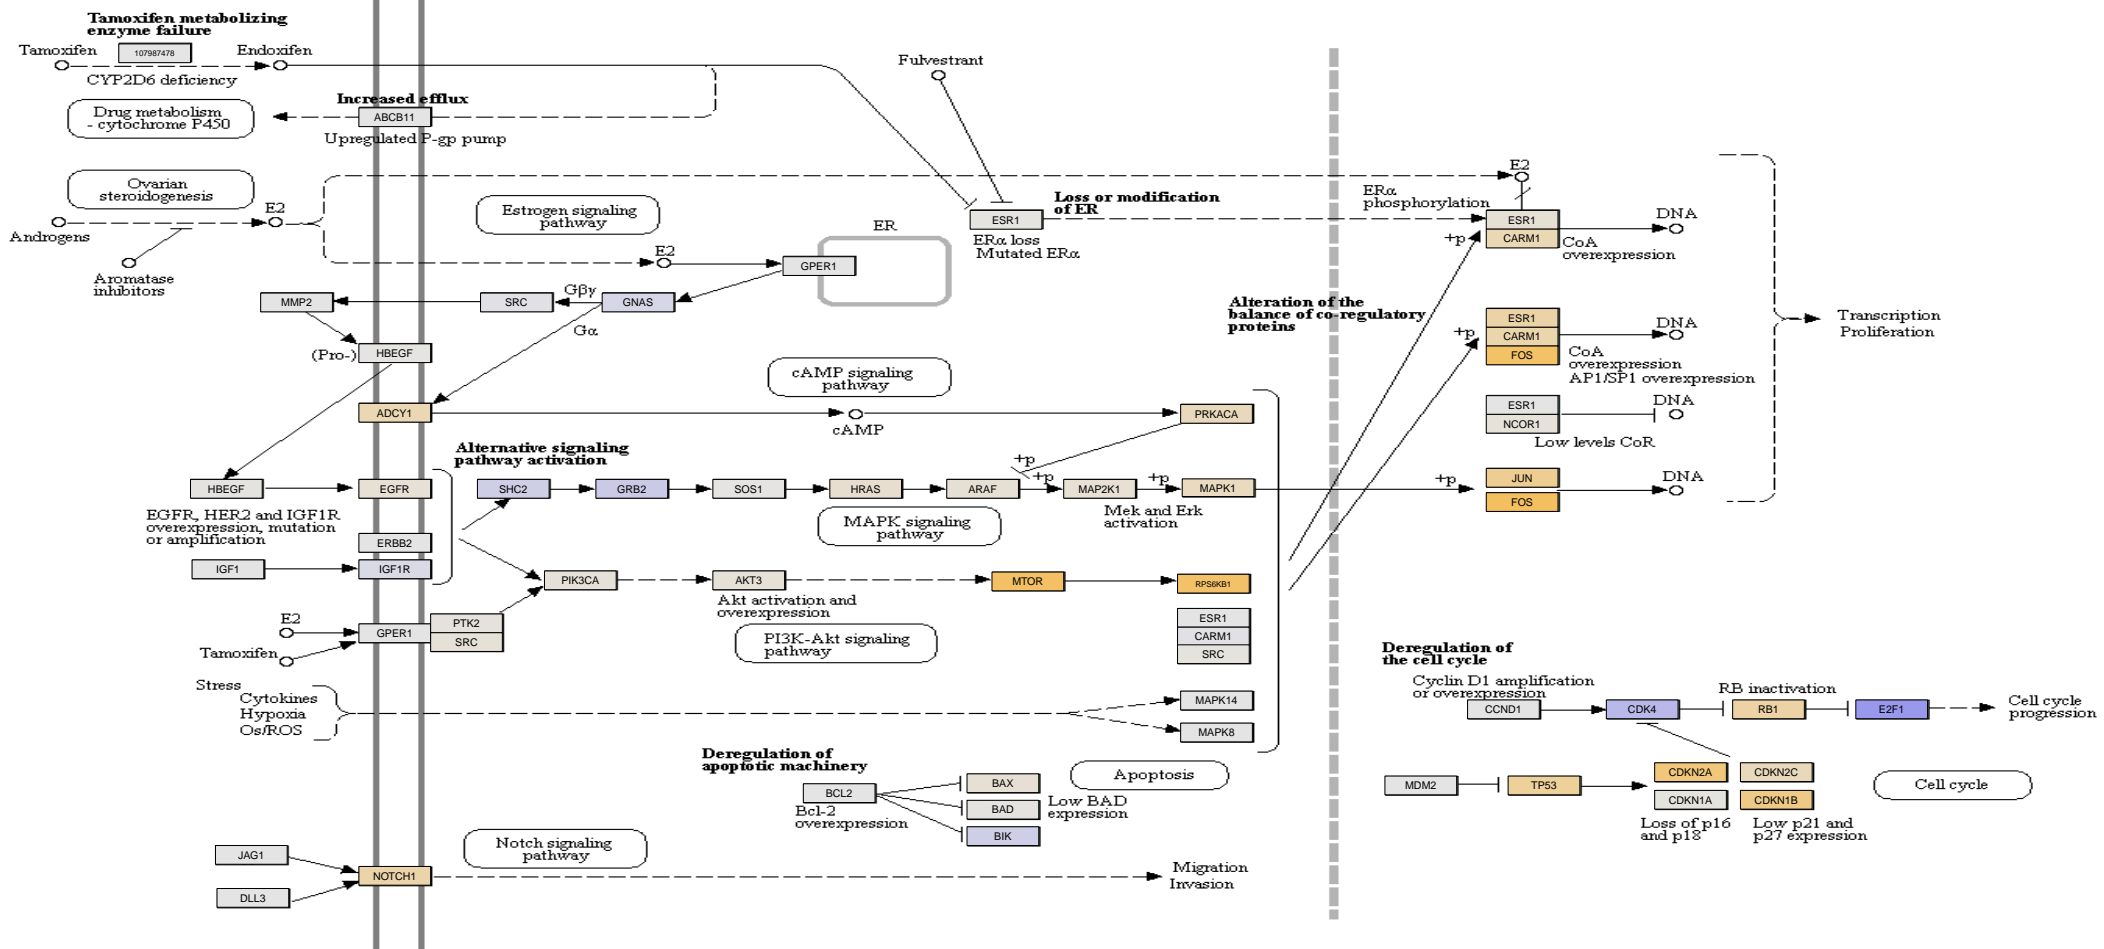 Tamoxifen metabolizing
enzyme failure
Tamoxifen
107987478
Endoxifen
CYP2D6 deficiency
Drug metabolism
- cytochrome P450
Increased efflux
ABCB11
Upregulated P-gp pump
Fulvestrant
Ovarian
steroidogenesis
Androgens
E2
Aromatase
inhibitors
Estrogen signaling
pathway
ER
E2
GPER1
ESR1
Loss or modification
of ER
ERα loss
Mutated ERα
E2
ERα
phosphorylation
+p
ESR1
CARM1
DNA
CoA
overexpression
MMP2
SRC
Gβγ
GNAS
Gα
(Pro-)
HBEGF
Alteration of the
balance of co-regulatory
proteins
+p
ESR1
CARM1
FOS
DNA
CoA
overexpression
AP1/SP1 overexpression
Transcription
Proliferation
cAMP signaling
pathway
ADCY1
cAMP
PRKACA
ESR1
NCOR1
DNA
Low levels CoR
Alternative signaling
pathway activation
HBEGF
EGFR
EGFR, HER2 and IGF1R
overexpression, mutation
or amplification
ERBB2
IGF1
IGF1R
SHC2
GRB2
SOS1
HRAS
+p
ARAF
+p
MAP2K1
+p
MAPK1
Mek and Erk
activation
MAPK signaling
pathway
+p
JUN
FOS
DNA
PIK3CA
AKT3
MTOR
RPS6KB1
Akt activation and
overexpression
PI3K-Akt signaling
pathway
E2
Tamoxifen
GPER1
PTK2
SRC
ESR1
CARM1
SRC
Stress
Cytokines
Hypoxia
Os/ROS
MAPK14
MAPK8
Deregulation of
the cell cycle
Cyclin D1 amplification
or overexpression
RB inactivation
CCND1
CDK4
RB1
E2F1
Cell cycle
progression
MDM2
TP53
CDKN2A
CDKN2C
CDKN1A
CDKN1B
Loss of p16
and p18
Low p21 and
p27 expression
Cell cycle
Deregulation of
apoptotic machinery
BCL2
Bcl-2
overexpression
BAX
BAD
BIK
Low BAD
expression
Apoptosis
JAG1
DLL3
NOTCH1
Notch signaling
pathway
Migration
Invasion